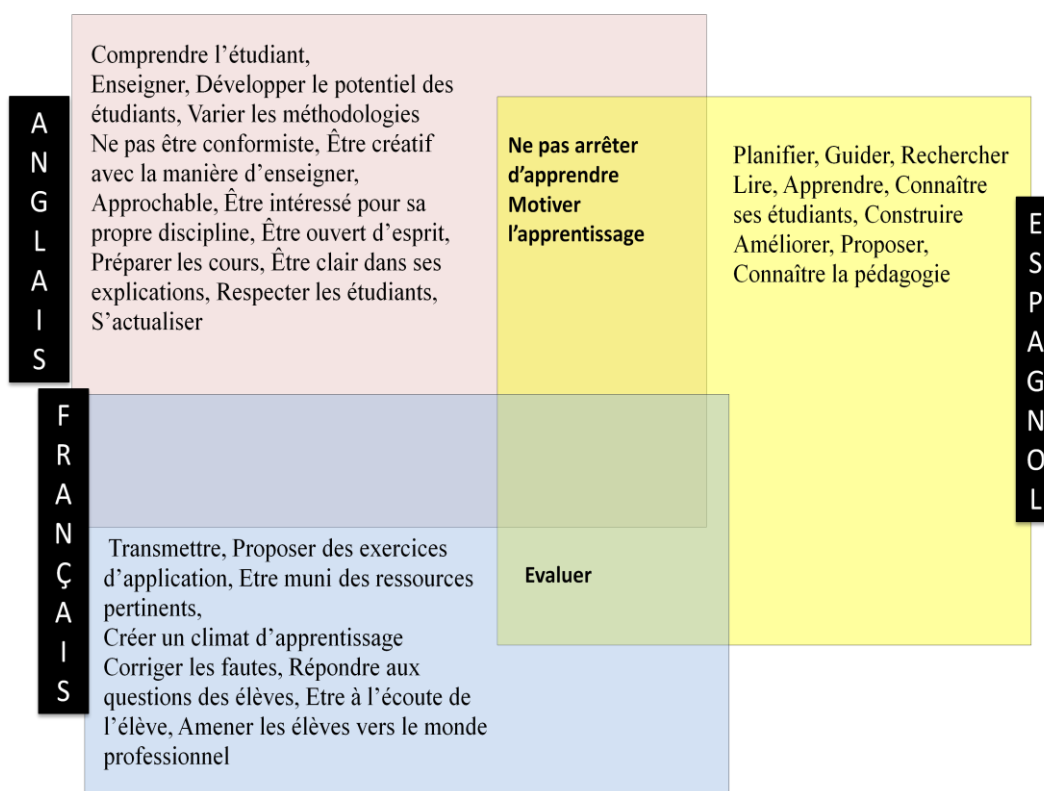 ANGLAIS
Comprendre l’étudiant,
Enseigner, Développer le potentiel des
étudiants, Varier les méthodologies
Ne pas être conformiste, Être créatif
avec la manière d’enseigner,
Approchable, Être intéressé pour sa
propre discipline, Être ouvert d’esprit,
Préparer les cours, Être clair dans ses
explications, Respecter les étudiants,
S’actualiser
Ne pas arrêter
d’apprendre
Motiver
l’apprentissage
Planifier, Guider, Rechercher
Lire, Apprendre, Connaître
ses étudiants, Construire
Améliorer, Proposer,
Connaître la pédagogie
ESPAGNOL
FRANÇAIS
Transmettre, Proposer des exercices
d’application, Etre muni des ressources
pertinents,
Créer un climat d’apprentissage
Corriger les fautes, Répondre aux
questions des élèves, Etre à l’écoute de
l’élève, Amener les élèves vers le monde
professionnel
Evaluer